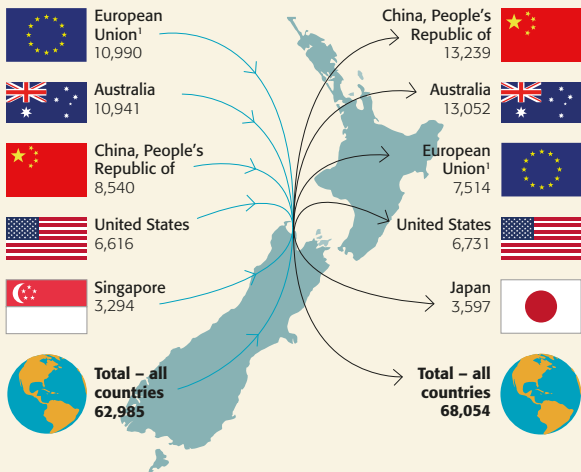 European
Union¹
10,990
Australia
10,941
China, People's
Republic of
8,540
United States
6,616
Singapore
3,294
Total – all
countries
62,985
China, People's
Republic of
13,239
Australia
13,052
European
Union¹
7,514
United States
6,731
Japan
3,597
Total – all
countries
68,054